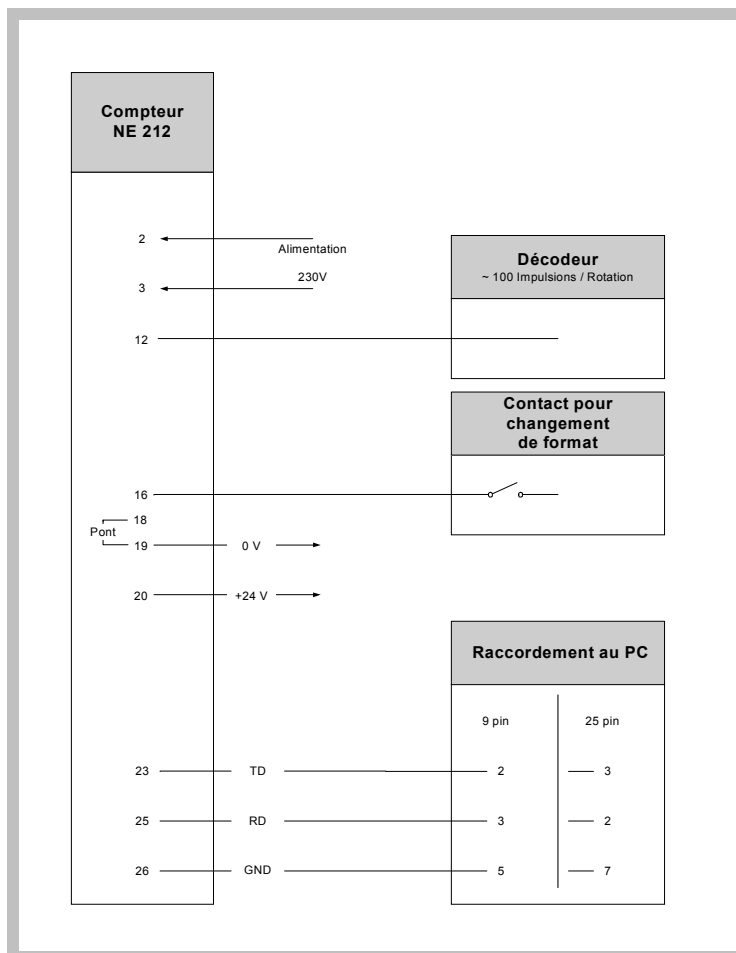 Compteur
NE 212
2
Alimentation
3
230V
12
Décodeur
~ 100 Impulsions / Rotation
Contact pour
changement
de format
16
18
Pont
19
0 V
20
+24 V
Raccordement au PC
9 pin
25 pin
23
TD
2
3
25
RD
3
2
26
GND
5
7